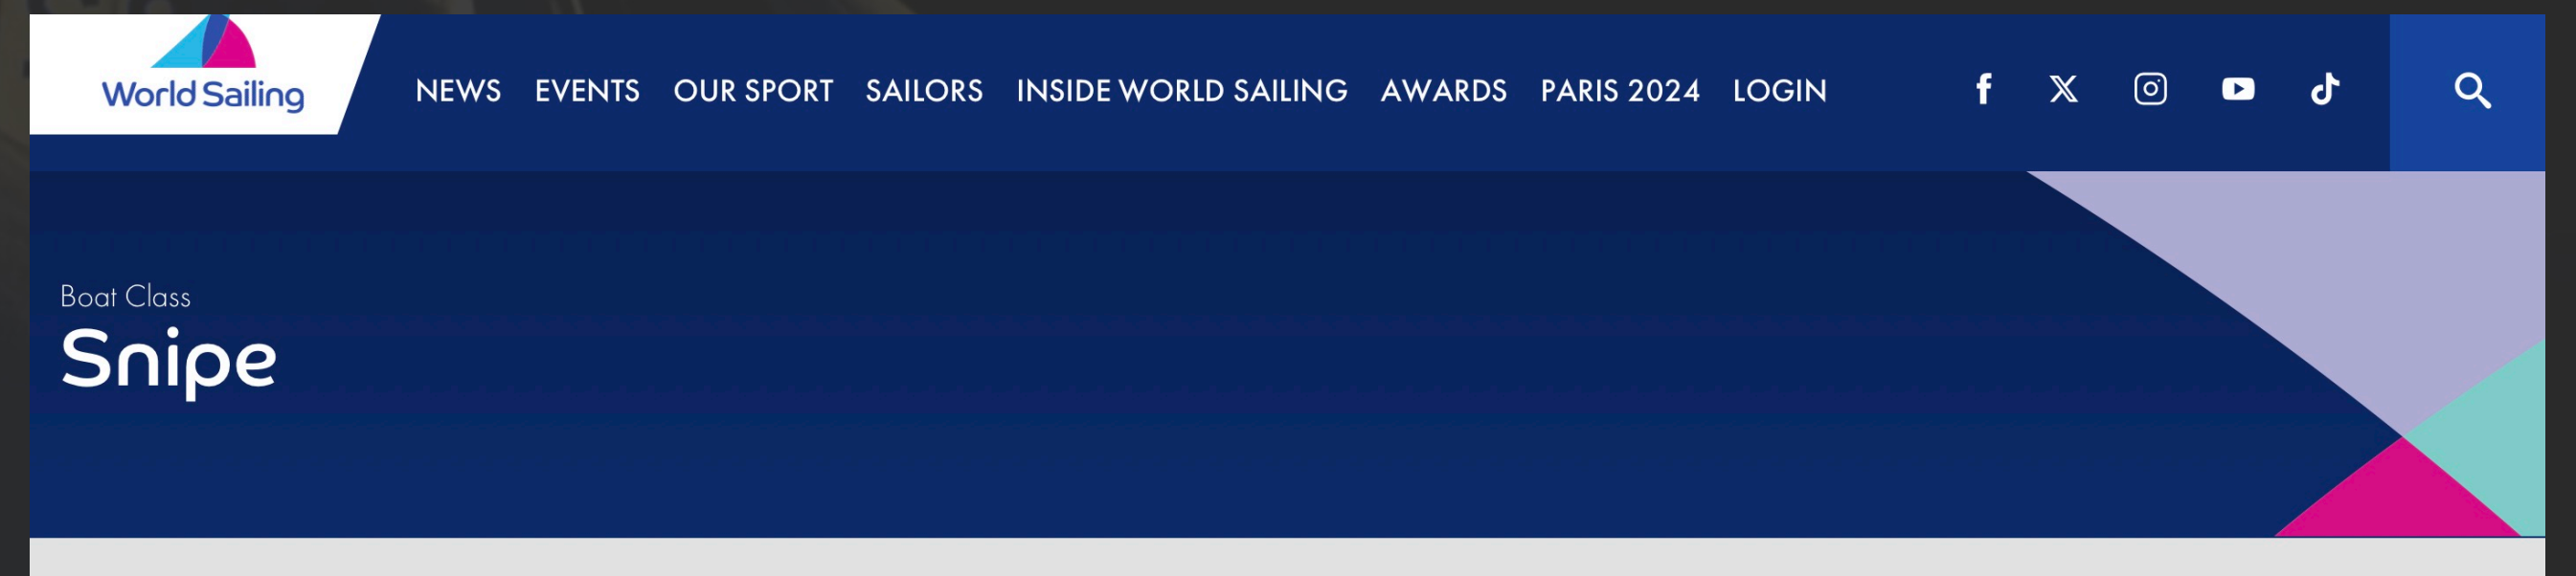 World Sailing
NEWS EVENTS OUR SPORT SAILORS INSIDE WORLD SAILING AWARDS PARIS 2024 LOGIN
Boat Class
Snipe